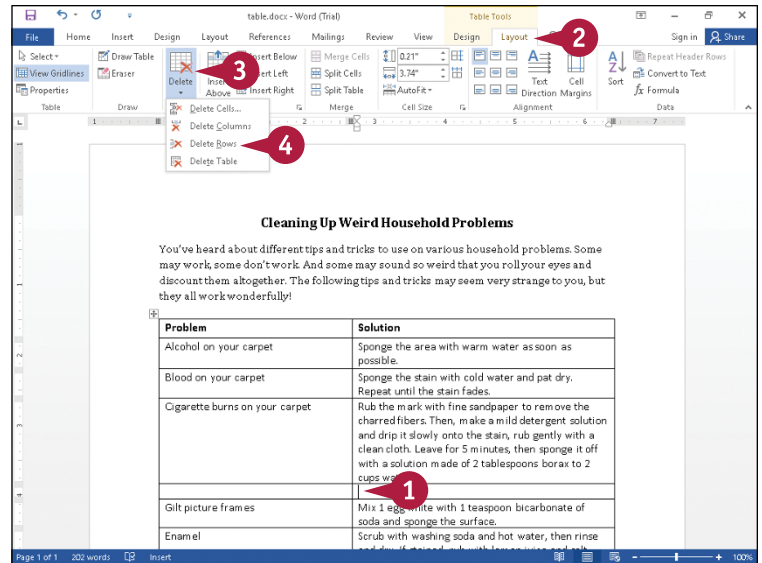 table.docx - Word (Trial)
Table Tools
File Home Insert Design Layout References Mailings Review View Design Layout Sign in Share
Select
View Gridlines
Properties
Table
Draw Table
Eraser
Draw
Delete
Above
Insert Below
Insert Right
Merge Cells
Split Cells
Split Table
Merge
0.21"
3.74"
AutoFit
Cell Size
Text Direction
Cell Margins
Alignment
Sort
Repeat Header Rows
Convert to Text
fx Formula
Data
Delete Cells...
Delete Columns
Delete Rows
Delete Table
1
2
3
4
L
1 2 3 4 5 6 7
Cleaning Up Weird Household Problems
You've heard about different tips and tricks to use on various household problems. Some
may work, some don't work. And some may sound so weird that you roll your eyes and
discount them altogether. The following tips and tricks may seem very strange to you, but
they all work wonderfully!
Problem Solution
Alcohol on your carpet Sponge the area with warm water as soon as
possible.
Blood on your carpet Sponge the stain with cold water and pat dry.
Repeat until the stain fades.
Cigarette burns on your carpet Rub the mark with fine sandpaper to remove the
charred fibers. Then, make a mild detergent solution
and drip it slowly onto the stain, rub gently with a
clean cloth. Leave for 5 minutes, then sponge it off
with a solution made of 2 tablespoons borax to 2
cups
Gilt picture frames Mix 1 egg white with 1 teaspoon bicarbonate of
soda and sponge the surface.
Enamel Scrub with washing soda and hot water, then rinse
Page 1 of 1 202 words Insert 100%